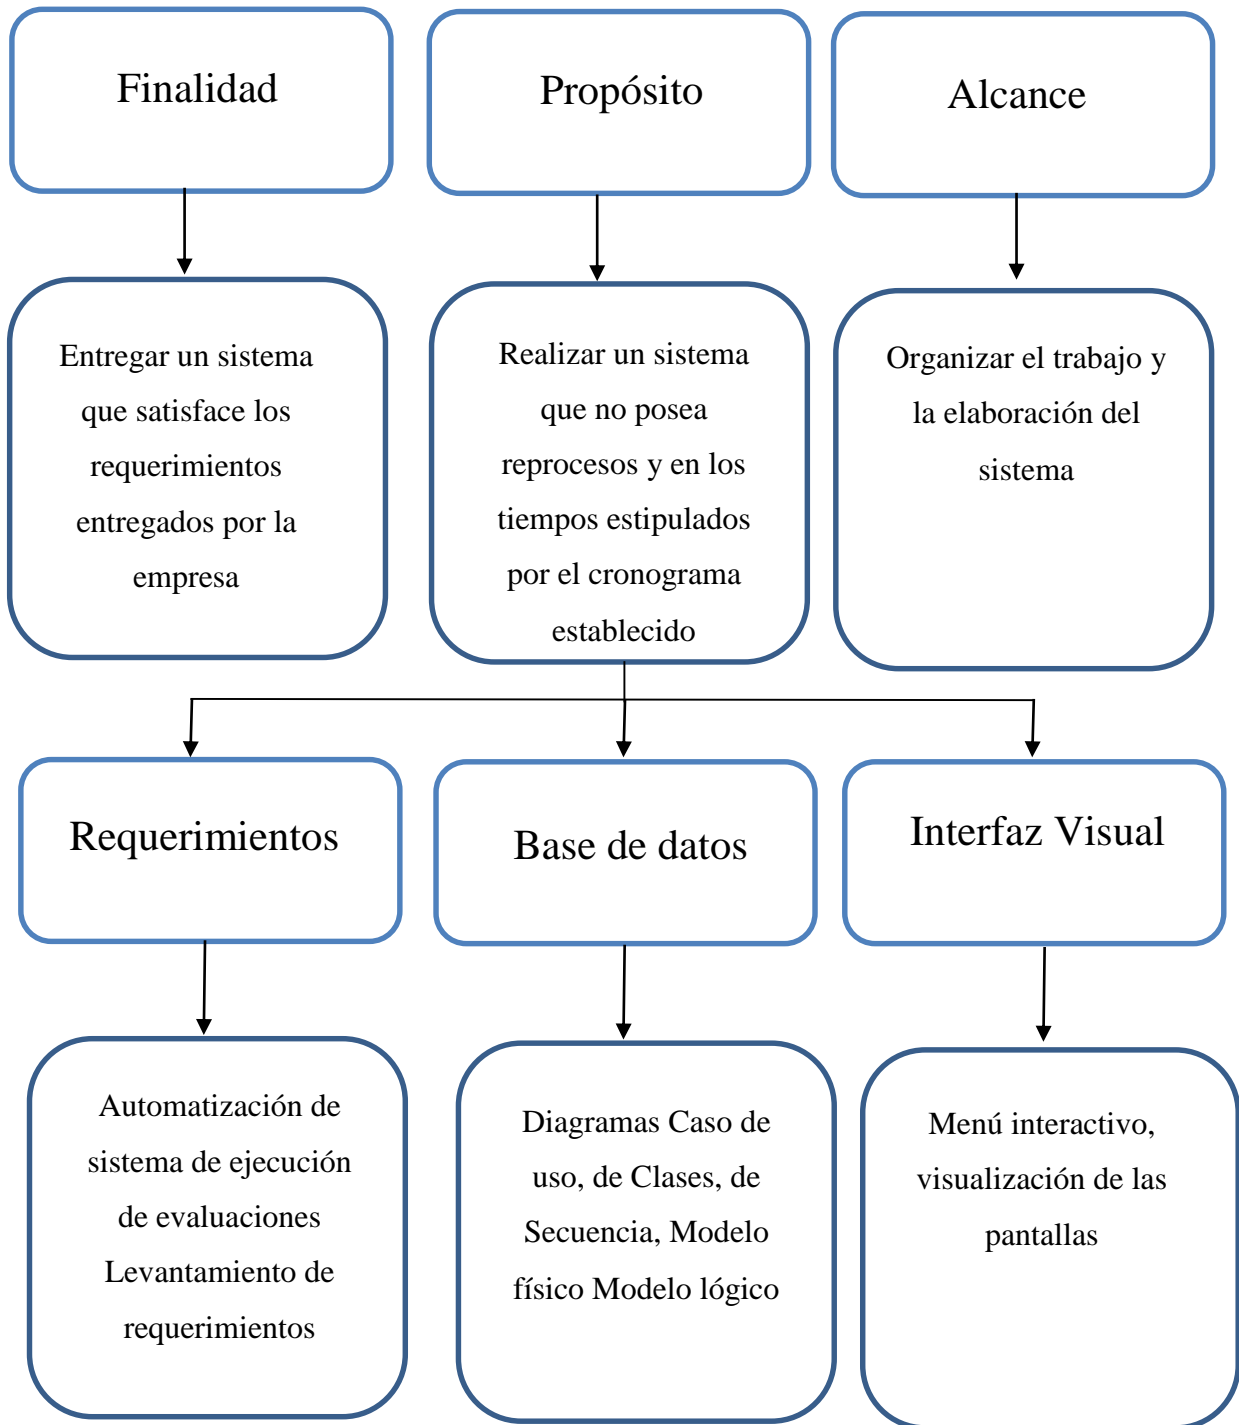 Finalidad
Propósito
Alcance
Entregar un sistema
que satisface los
requerimientos
entregados por la
empresa
Realizar un sistema
que no posea
reprocesos y en los
tiempos estipulados
por el cronograma
establecido
Organizar el trabajo y
la elaboración del
sistema
Requerimientos
Base de datos
Interfaz Visual
Automatización de
sistema de ejecución
de evaluaciones
Levantamiento de
requerimientos
Diagramas Caso de
uso, de Clases, de
Secuencia, Modelo
físico Modelo lógico
Menú interactivo,
visualización de las
pantallas